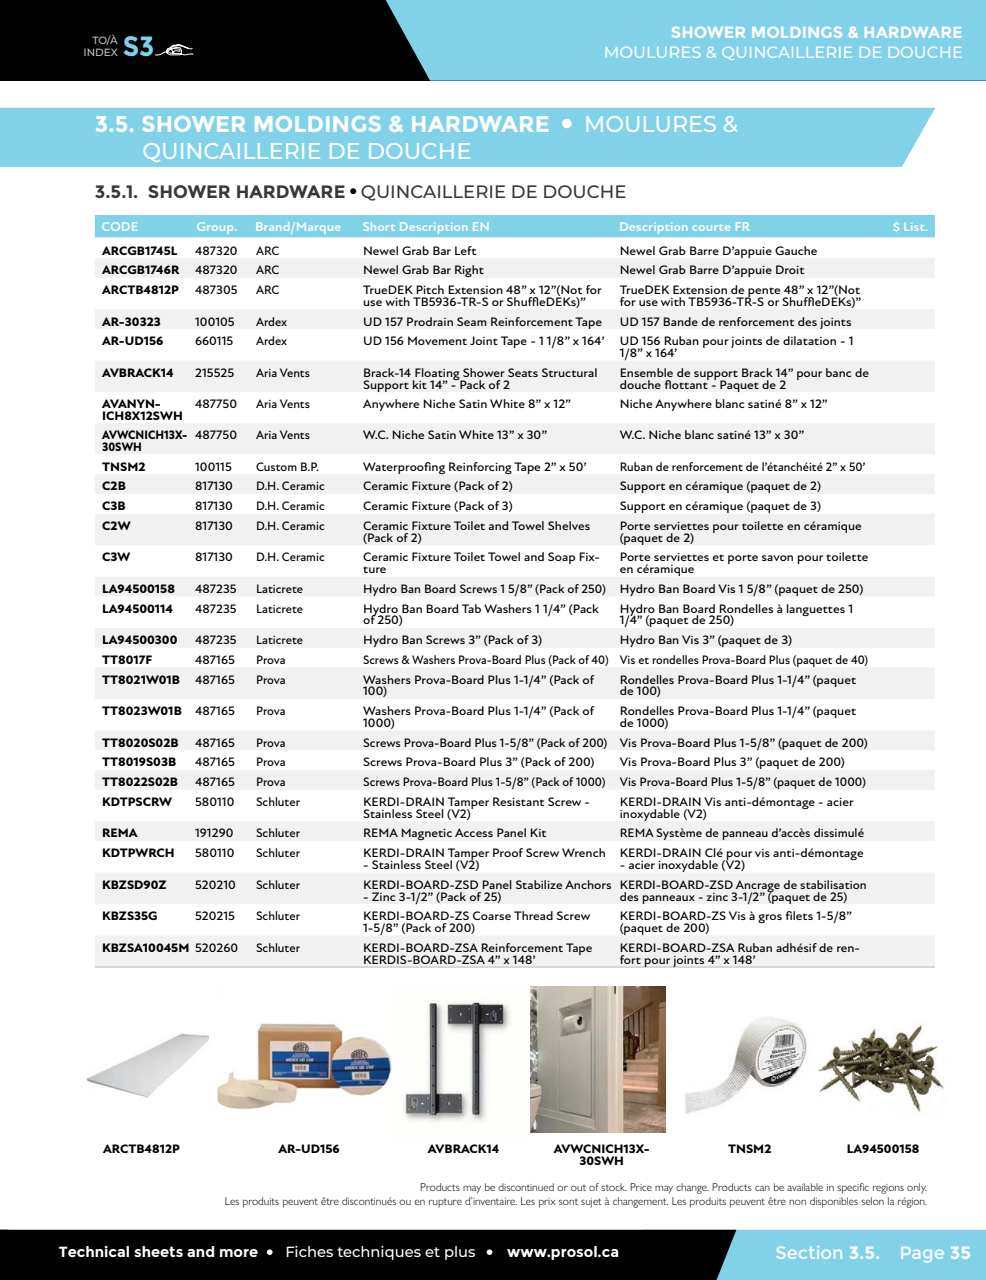 TO/À
INDEX S3
SHOWER MOLDINGS & HARDWARE
MOULURES & QUINCAILLERIE DE DOUCHE
3.5. SHOWER MOLDINGS & HARDWARE • MOULURES &
QUINCAILLERIE DE DOUCHE
3.5.1. SHOWER HARDWARE • QUINCAILLERIE DE DOUCHE
CODE Group. Brand/Marque Short Description EN Description courte FR $ List.
ARCGB1745L 487320 ARC Newel Grab Bar Left Newel Grab Barre D’appuie Gauche
ARCGB1746R 487320 ARC Newel Grab Bar Right Newel Grab Barre D’appuie Droit
ARCTB4812P 487305 ARC TrueDEK Pitch Extension 48” x 12”(Not for TrueDEK Extension de pente 48” x 12”(Not
use with TB5936-TR-S or ShuffleDEKs)” for use with TB5936-TR-S or ShuffleDEKs)”
AR-30323 100105 Ardex UD 157 Prodrain Seam Reinforcement Tape UD 157 Bande de renforcement des joints
AR-UD156 660115 Ardex UD 156 Movement Joint Tape - 1 1/8” x 164’ UD 156 Ruban pour joints de dilatation - 1
1/8” x 164’
AVBRACK14 215525 Aria Vents Brack-14 Floating Shower Seats Structural Ensemble de support Brack 14” pour banc de
Support kit 14” - Pack of 2 douche flottant - Paquet de 2
AVANYN- 487750 Aria Vents Anywhere Niche Satin White 8” x 12” Niche Anywhere blanc satiné 8” x 12”
ICH8X12SWH
AVWCNICH13X- 487750 Aria Vents W.C. Niche Satin White 13” x 30” W.C. Niche blanc satiné 13” x 30”
30SWH
TNSM2 100115 Custom B.P. Waterproofing Reinforcing Tape 2” x 50’ Ruban de renforcement de l’étanchéité 2” x 50’
C2B 817130 D.H. Ceramic Ceramic Fixture (Pack of 2) Support en céramique (paquet de 2)
C3B 817130 D.H. Ceramic Ceramic Fixture (Pack of 3) Support en céramique (paquet de 3)
C2W 817130 D.H. Ceramic Ceramic Fixture Toilet and Towel Shelves Porte serviettes pour toilette en céramique
(Pack of 2) (paquet de 2)
C3W 817130 D.H. Ceramic Ceramic Fixture Toilet Towel and Soap Fix- Porte serviettes et porte savon pour toilette
ture en céramique
LA94500158 487235 Laticrete Hydro Ban Board Screws 1 5/8” (Pack of 250) Hydro Ban Board Vis 1 5/8” (paquet de 250)
LA94500114 487235 Laticrete Hydro Ban Board Tab Washers 1 1/4” (Pack Hydro Ban Board Rondelles à languettes 1
of 250) 1/4” (paquet de 250)
LA94500300 487235 Laticrete Hydro Ban Screws 3” (Pack of 3) Hydro Ban Vis 3” (paquet de 3)
TT8017F 487165 Prova Screws & Washers Prova-Board Plus (Pack of 40) Vis et rondelles Prova-Board Plus (paquet de 40)
TT8021W01B 487165 Prova Washers Prova-Board Plus 1-1/4” (Pack of Rondelles Prova-Board Plus 1-1/4” (paquet
100) de 100)
TT8023W01B 487165 Prova Washers Prova-Board Plus 1-1/4” (Pack of Rondelles Prova-Board Plus 1-1/4” (paquet
1000) de 1000)
TT8020S02B 487165 Prova Screws Prova-Board Plus 1-5/8” (Pack of 200) Vis Prova-Board Plus 1-5/8” (paquet de 200)
TT8019S03B 487165 Prova Screws Prova-Board Plus 3” (Pack of 200) Vis Prova-Board Plus 3” (paquet de 200)
TT8022S02B 487165 Prova Screws Prova-Board Plus 1-5/8” (Pack of 1000) Vis Prova-Board Plus 1-5/8” (paquet de 1000)
KDTPSCRW 580110 Schluter KERDI-DRAIN Tamper Resistant Screw - KERDI-DRAIN Vis anti-démontage - acier
Stainless Steel (V2) inoxydable (V2)
REMA 191290 Schluter REMA Magnetic Access Panel Kit REMA Système de panneau d’accès dissimulé
KDTPWRCH 580110 Schluter KERDI-DRAIN Tamper Proof Screw Wrench KERDI-DRAIN Clé pour vis anti-démontage
- Stainless Steel (V2) - acier inoxydable (V2)
KBZSD90Z 520210 Schluter KERDI-BOARD-ZSD Panel Stabilize Anchors KERDI-BOARD-ZSD Ancrage de stabilisation
- Zinc 3-1/2” (Pack of 25) des panneaux - zinc 3-1/2” (paquet de 25)
KBZS35G 520215 Schluter KERDI-BOARD-ZS Coarse Thread Screw KERDI-BOARD-ZS Vis à gros filets 1-5/8”
1-5/8” (Pack of 200) (paquet de 200)
KBZSA10045M 520260 Schluter KERDI-BOARD-ZSA Reinforcement Tape KERDI-BOARD-ZSA Ruban adhésif de ren-
KERDIS-BOARD-ZSA 4” x 148’ fort pour joints 4” x 148’
ARCTB4812P AR-UD156 AVBRACK14 AVWCNICH13X- TNSM2 LA94500158
30SWH
Products may be discontinued or out of stock. Price may change. Products can be available in specific regions only.
Les produits peuvent être discontinués ou en rupture d’inventaire. Les prix sont sujet à changement. Les produits peuvent être non disponibles selon la région.
Technical sheets and more • Fiches techniques et plus • www.prosol.ca
Section 3.5. Page 35